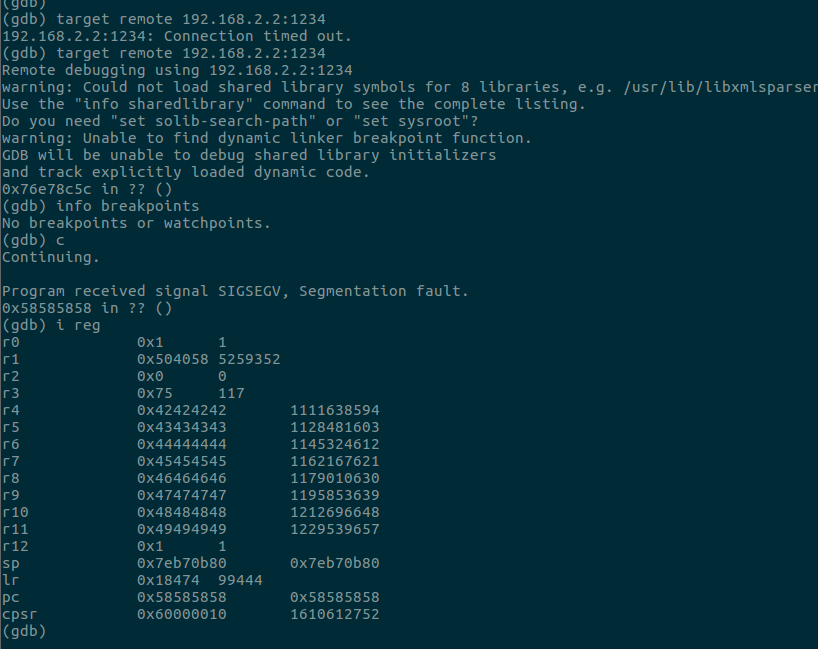 (gdb)
(gdb) target remote 192.168.2.2:1234
192.168.2.2:1234: Connection timed out.
(gdb) target remote 192.168.2.2:1234
Remote debugging using 192.168.2.2:1234
warning: Could not load shared library symbols for 8 libraries, e.g. /usr/lib/libxmlsparser
Use the "info sharedlibrary" command to see the complete listing.
Do you need "set solib-search-path" or "set sysroot"?
warning: Unable to find dynamic linker breakpoint function.
GDB will be unable to debug shared library initializers
and track explicitly loaded dynamic code.
0x76e78c5c in ?? ()
(gdb) info breakpoints
No breakpoints or watchpoints.
(gdb) c
Continuing.

Program received signal SIGSEGV, Segmentation fault.
0x58585858 in ?? ()
(gdb) i reg
r0 0x1 1
r1 0x504058 5259352
r2 0x0 0
r3 0x75 117
r4 0x42424242 1111638594
r5 0x43434343 1128481603
r6 0x44444444 1145324612
r7 0x45454545 1162167621
r8 0x46464646 1179010630
r9 0x47474747 1195853639
r10 0x48484848 1212696648
r11 0x49494949 1229539657
r12 0x1 1
sp 0x7eb70b80 0x7eb70b80
lr 0x18474 99444
pc 0x58585858 0x58585858
cpsr 0x60000010 1610612752
(gdb)